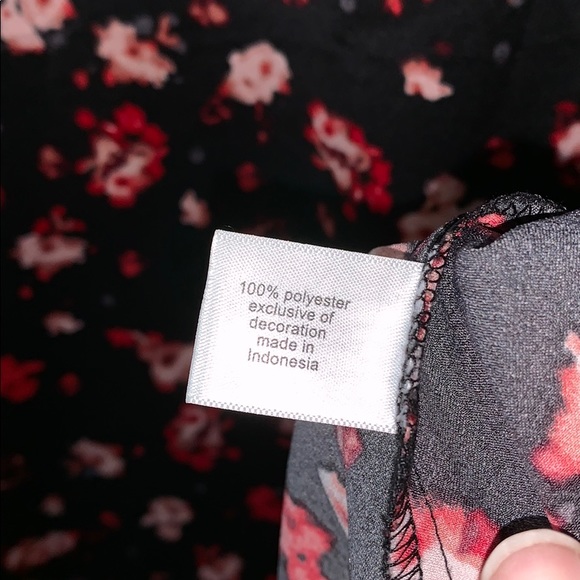 100% polyester
exclusive of
decoration
made in
Indonesia